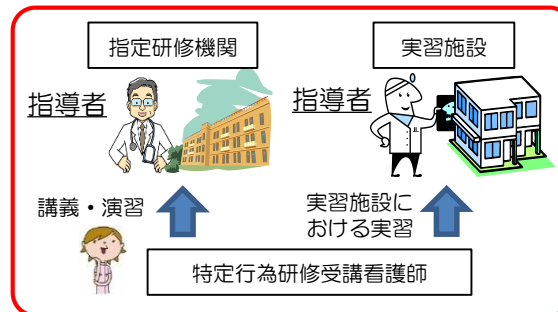 指定研修機関
実習施設
指導者
指導者
講義・演習
実習施設に
おける実習
特定行為研修受講看護師